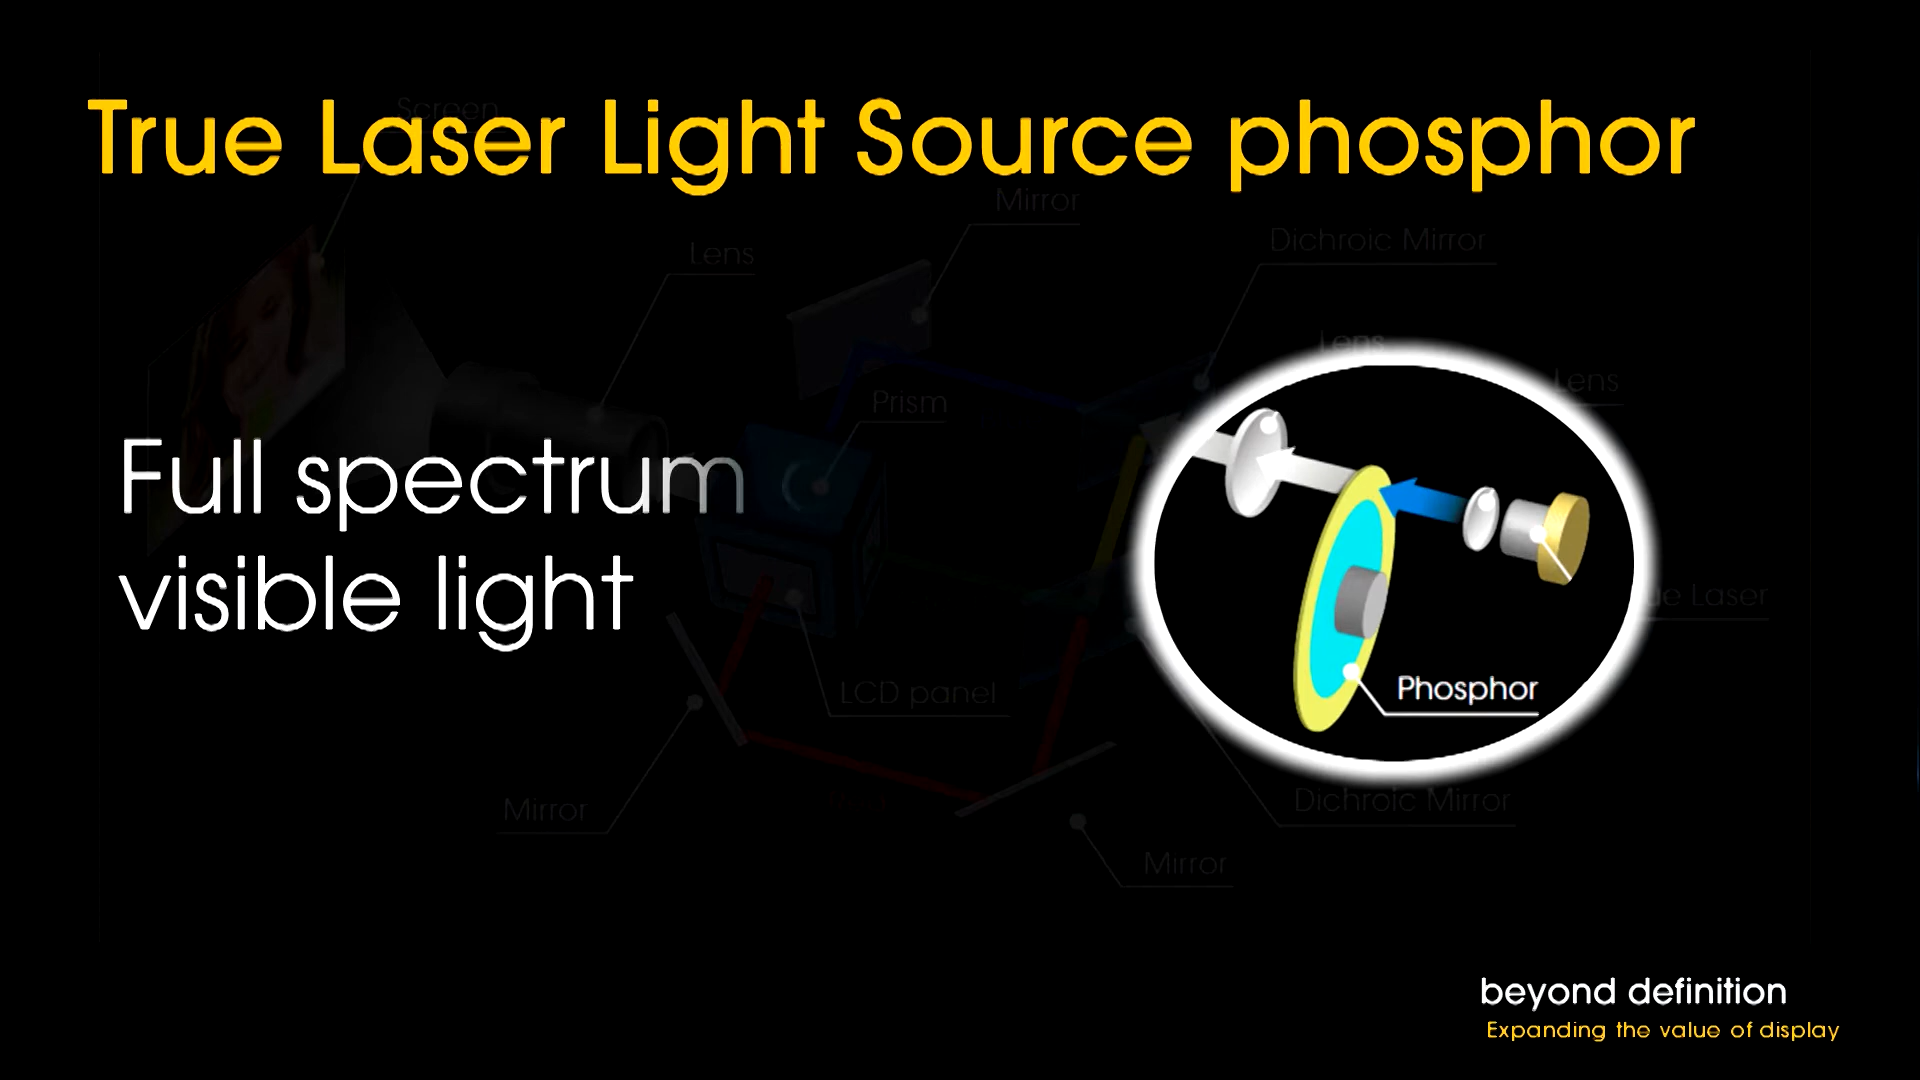 True Laser Light Source phosphor
Screen
Mirror
Dichroic Mirror
Lens
Lens
Lens
Prism
Full spectrum
visible light
Laser
Phosphor
LCD panel
Mirror
Dichroic Mirror
Mirror
beyond definition
Expanding the value of display